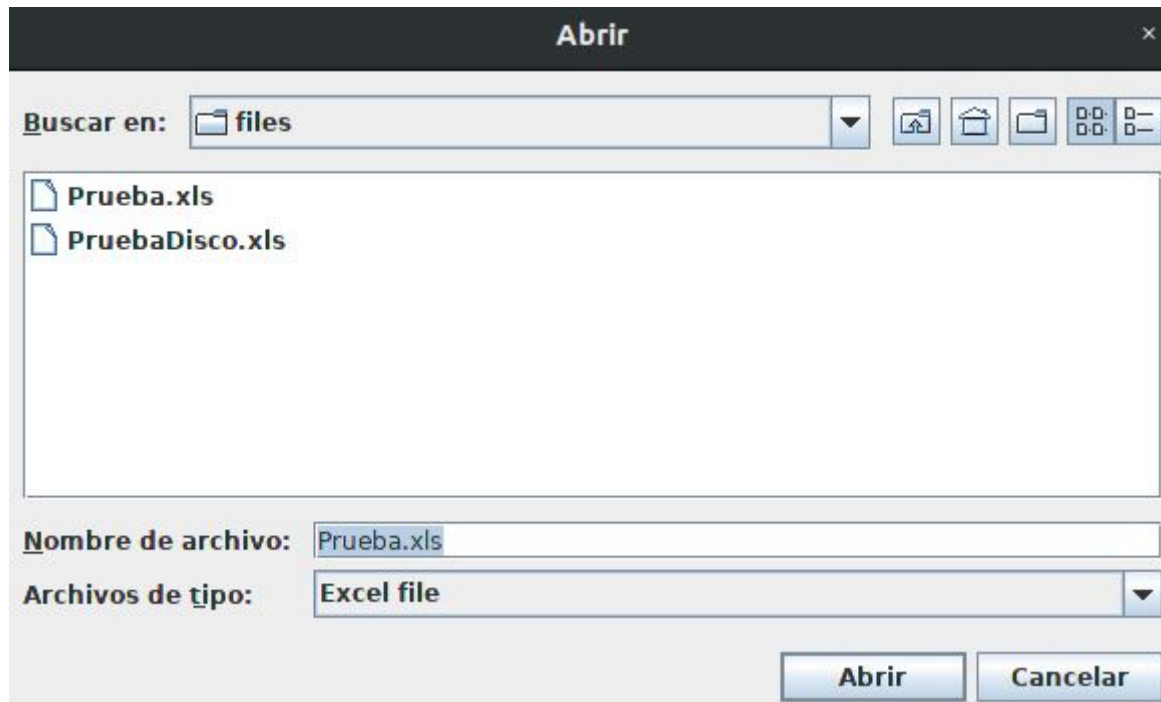 Abrir
×
Buscar en: files
Prueba.xls
PruebaDisco.xls
Nombre de archivo: Prueba.xls
Archivos de tipo: Excel file
Abrir Cancelar